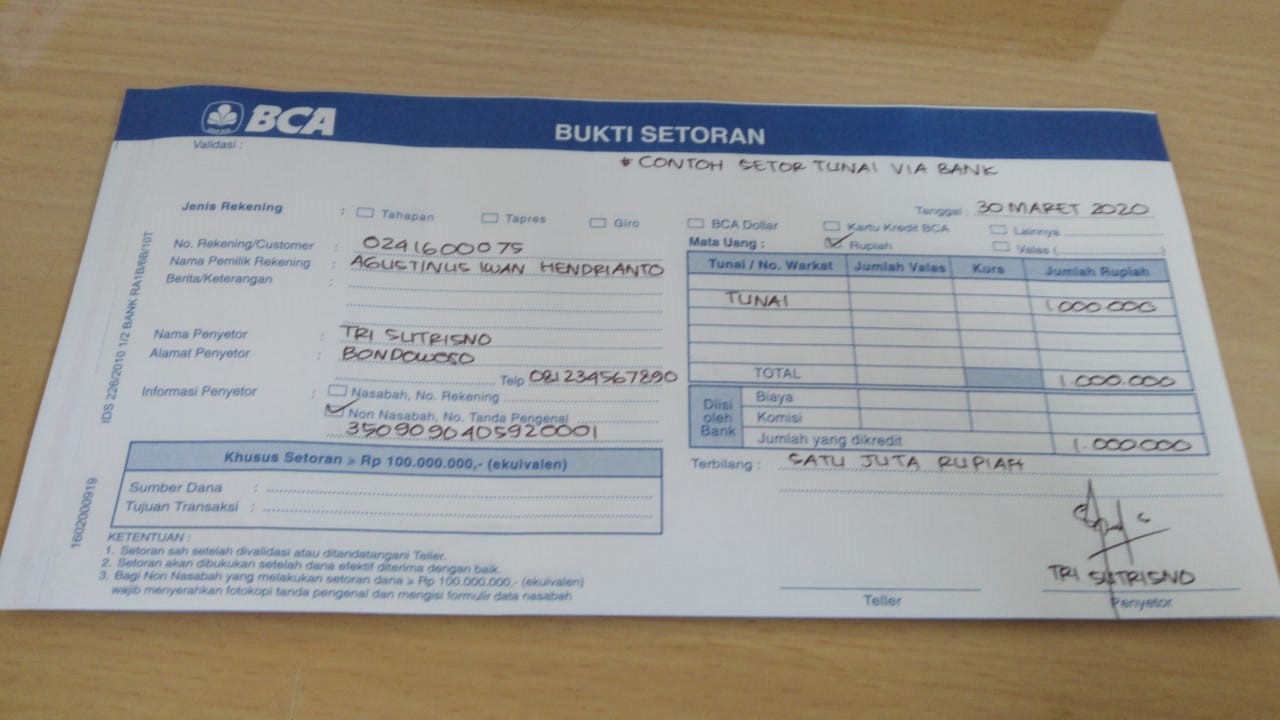 BCA
BUKTI SETORAN
Validasi :
* CONTOH SETOR TUNAI VIA BANK
Tanggal : 30 MARET 2020
Jenis Rekening : Tahapan Tapres Giro BCA Dollar Kartu Kredit BCA Lainnya
No. Rekening/Customer : 0241600075
Mata Uang : Rupiah Valas ( )
Nama Pemilik Rekening : AGUSTINUS IWAN HENDRIANTO
Berita/Keterangan :
Tunai / No. Warkat Jumlah Valas Kurs Jumlah Rupiah
TUNAI 1.000.000
TOTAL 1.000.000
Nama Penyetor : TRI SUTRISNO
Alamat Penyetor : BONDOWOSO
Telp 081234567890
Informasi Penyetor : Nasabah, No. Rekening
Non Nasabah, No. Tanda Pengenal
3509090405920001
Diisi oleh Bank
Biaya
Komisi
Jumlah yang dikredit 1.000000
Terbilang : SATU JUTA RUPIAH
Khusus Setoran ≥ Rp 100.000.000,- (ekuivalen)
Sumber Dana :
Tujuan Transaksi :
KETENTUAN :
1. Setoran sah setelah divalidasi atau ditandatangani Teller.
2. Setoran akan dibukukan setelah dana efektif diterima dengan baik.
3. Bagi Non Nasabah yang melakukan setoran dana ≥ Rp 100.000.000,- (ekuivalen)
wajib menyerahkan fotokopi tanda pengenal dan mengisi formulir data nasabah
TRI SUTRISNO
Teller
Penyetor
1602000919
IDS 226/2010 1/2 BANK RA1B/6B/10T